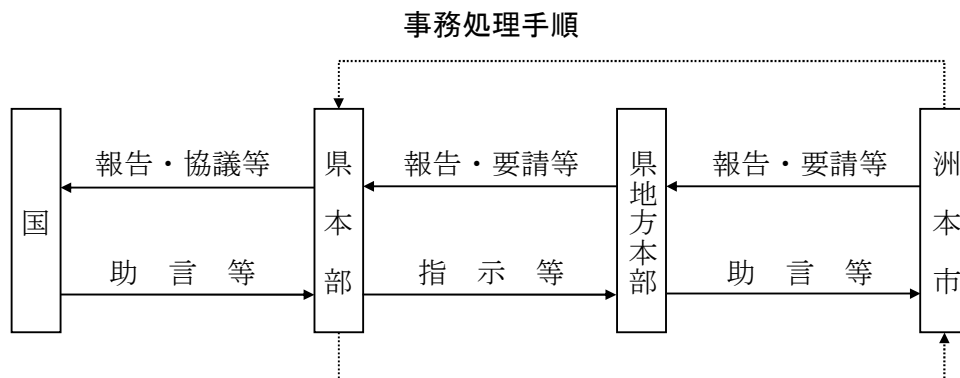 事務処理手順
報告・協議等
報告・要請等
報告・要請等
国
県本部
県地方本部
洲本市
助言等
指示等
助言等